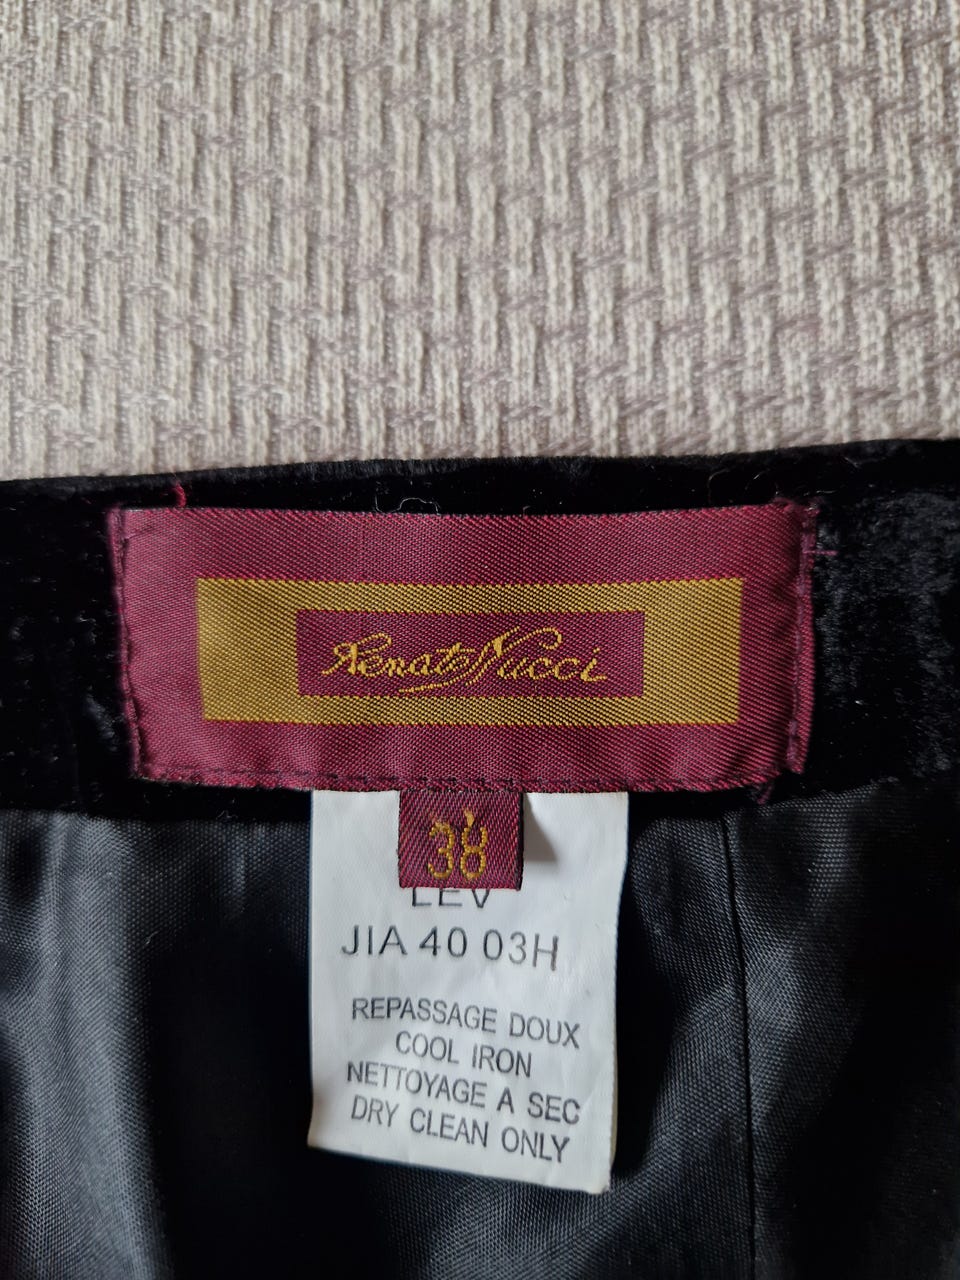 Renato Nucci
38
LEV
JIA 40 03H
REPASSAGE DOUX
COOL IRON
NETTOYAGE A SEC
DRY CLEAN ONLY